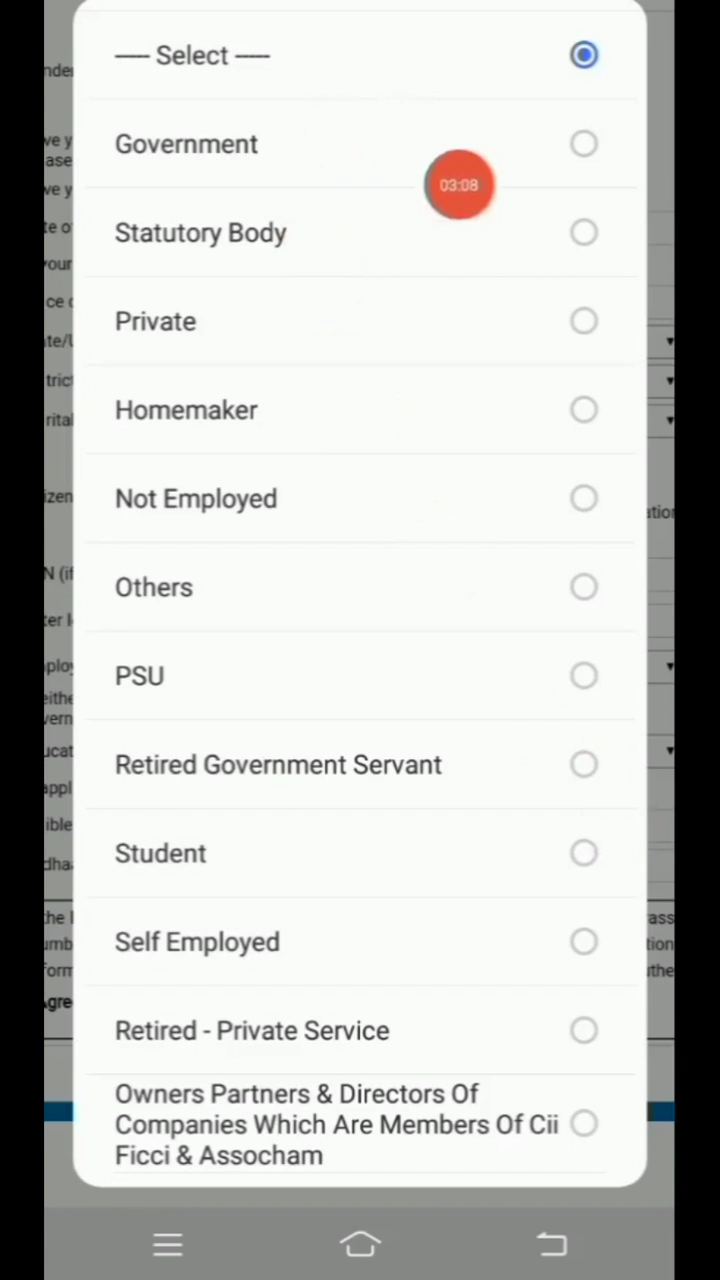 ----- Select -----
Government
03:08
Statutory Body
Private
Homemaker
Not Employed
Others
PSU
Retired Government Servant
Student
Self Employed
Retired - Private Service
Owners Partners & Directors Of
Companies Which Are Members Of Cii
Ficci & Assocham